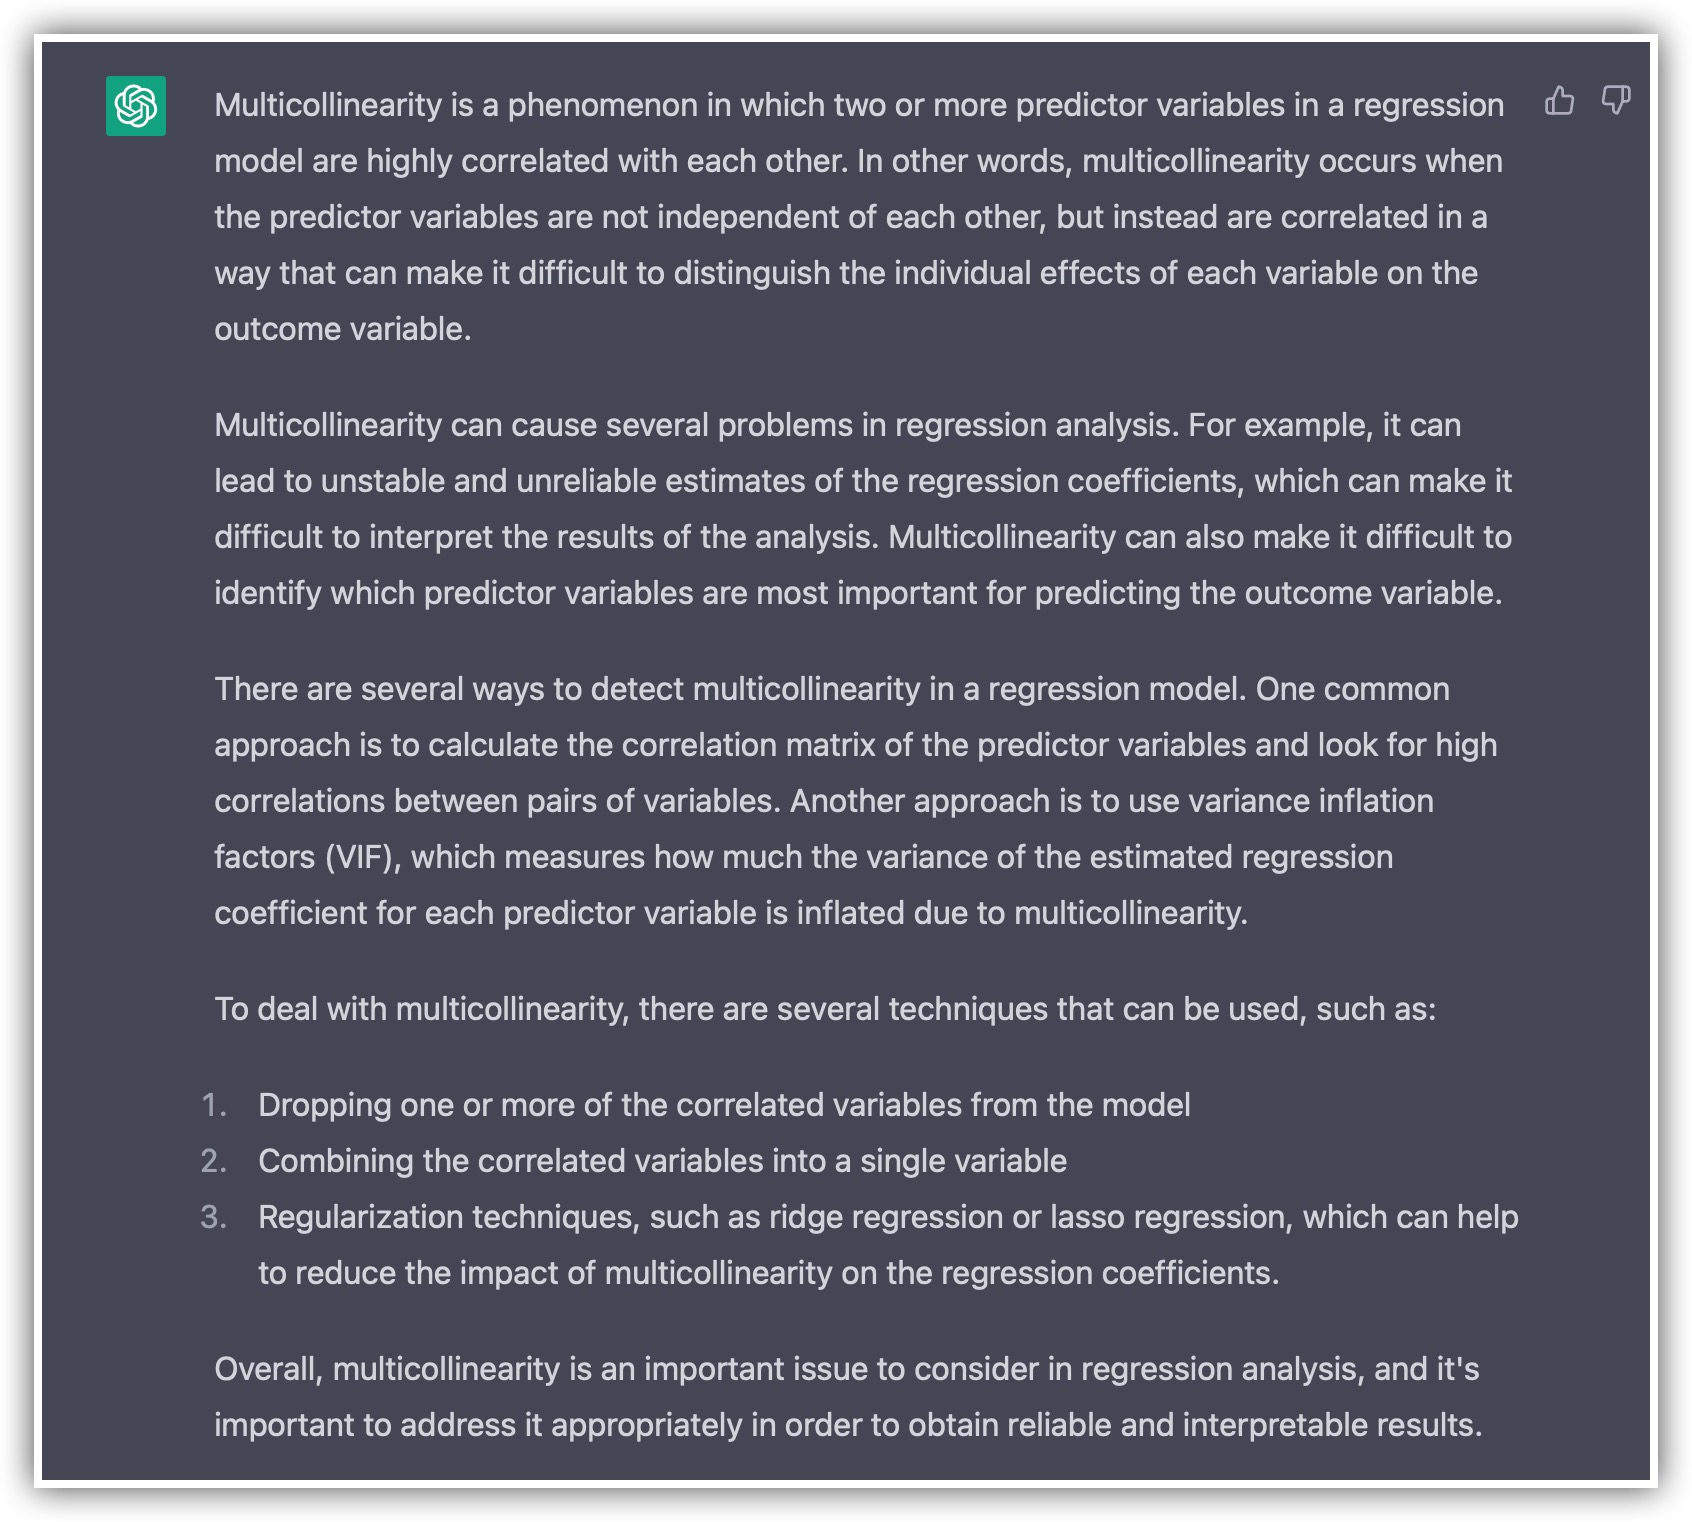 Multicollinearity is a phenomenon in which two or more predictor variables in a regression
model are highly correlated with each other. In other words, multicollinearity occurs when
the predictor variables are not independent of each other, but instead are correlated in a
way that can make it difficult to distinguish the individual effects of each variable on the
outcome variable.
Multicollinearity can cause several problems in regression analysis. For example, it can
lead to unstable and unreliable estimates of the regression coefficients, which can make it
difficult to interpret the results of the analysis. Multicollinearity can also make it difficult to
identify which predictor variables are most important for predicting the outcome variable.
There are several ways to detect multicollinearity in a regression model. One common
approach is to calculate the correlation matrix of the predictor variables and look for high
correlations between pairs of variables. Another approach is to use variance inflation
factors (VIF), which measures how much the variance of the estimated regression
coefficient for each predictor variable is inflated due to multicollinearity.
To deal with multicollinearity, there are several techniques that can be used, such as:
1. Dropping one or more of the correlated variables from the model
2. Combining the correlated variables into a single variable
3. Regularization techniques, such as ridge regression or lasso regression, which can help
to reduce the impact of multicollinearity on the regression coefficients.
Overall, multicollinearity is an important issue to consider in regression analysis, and it's
important to address it appropriately in order to obtain reliable and interpretable results.